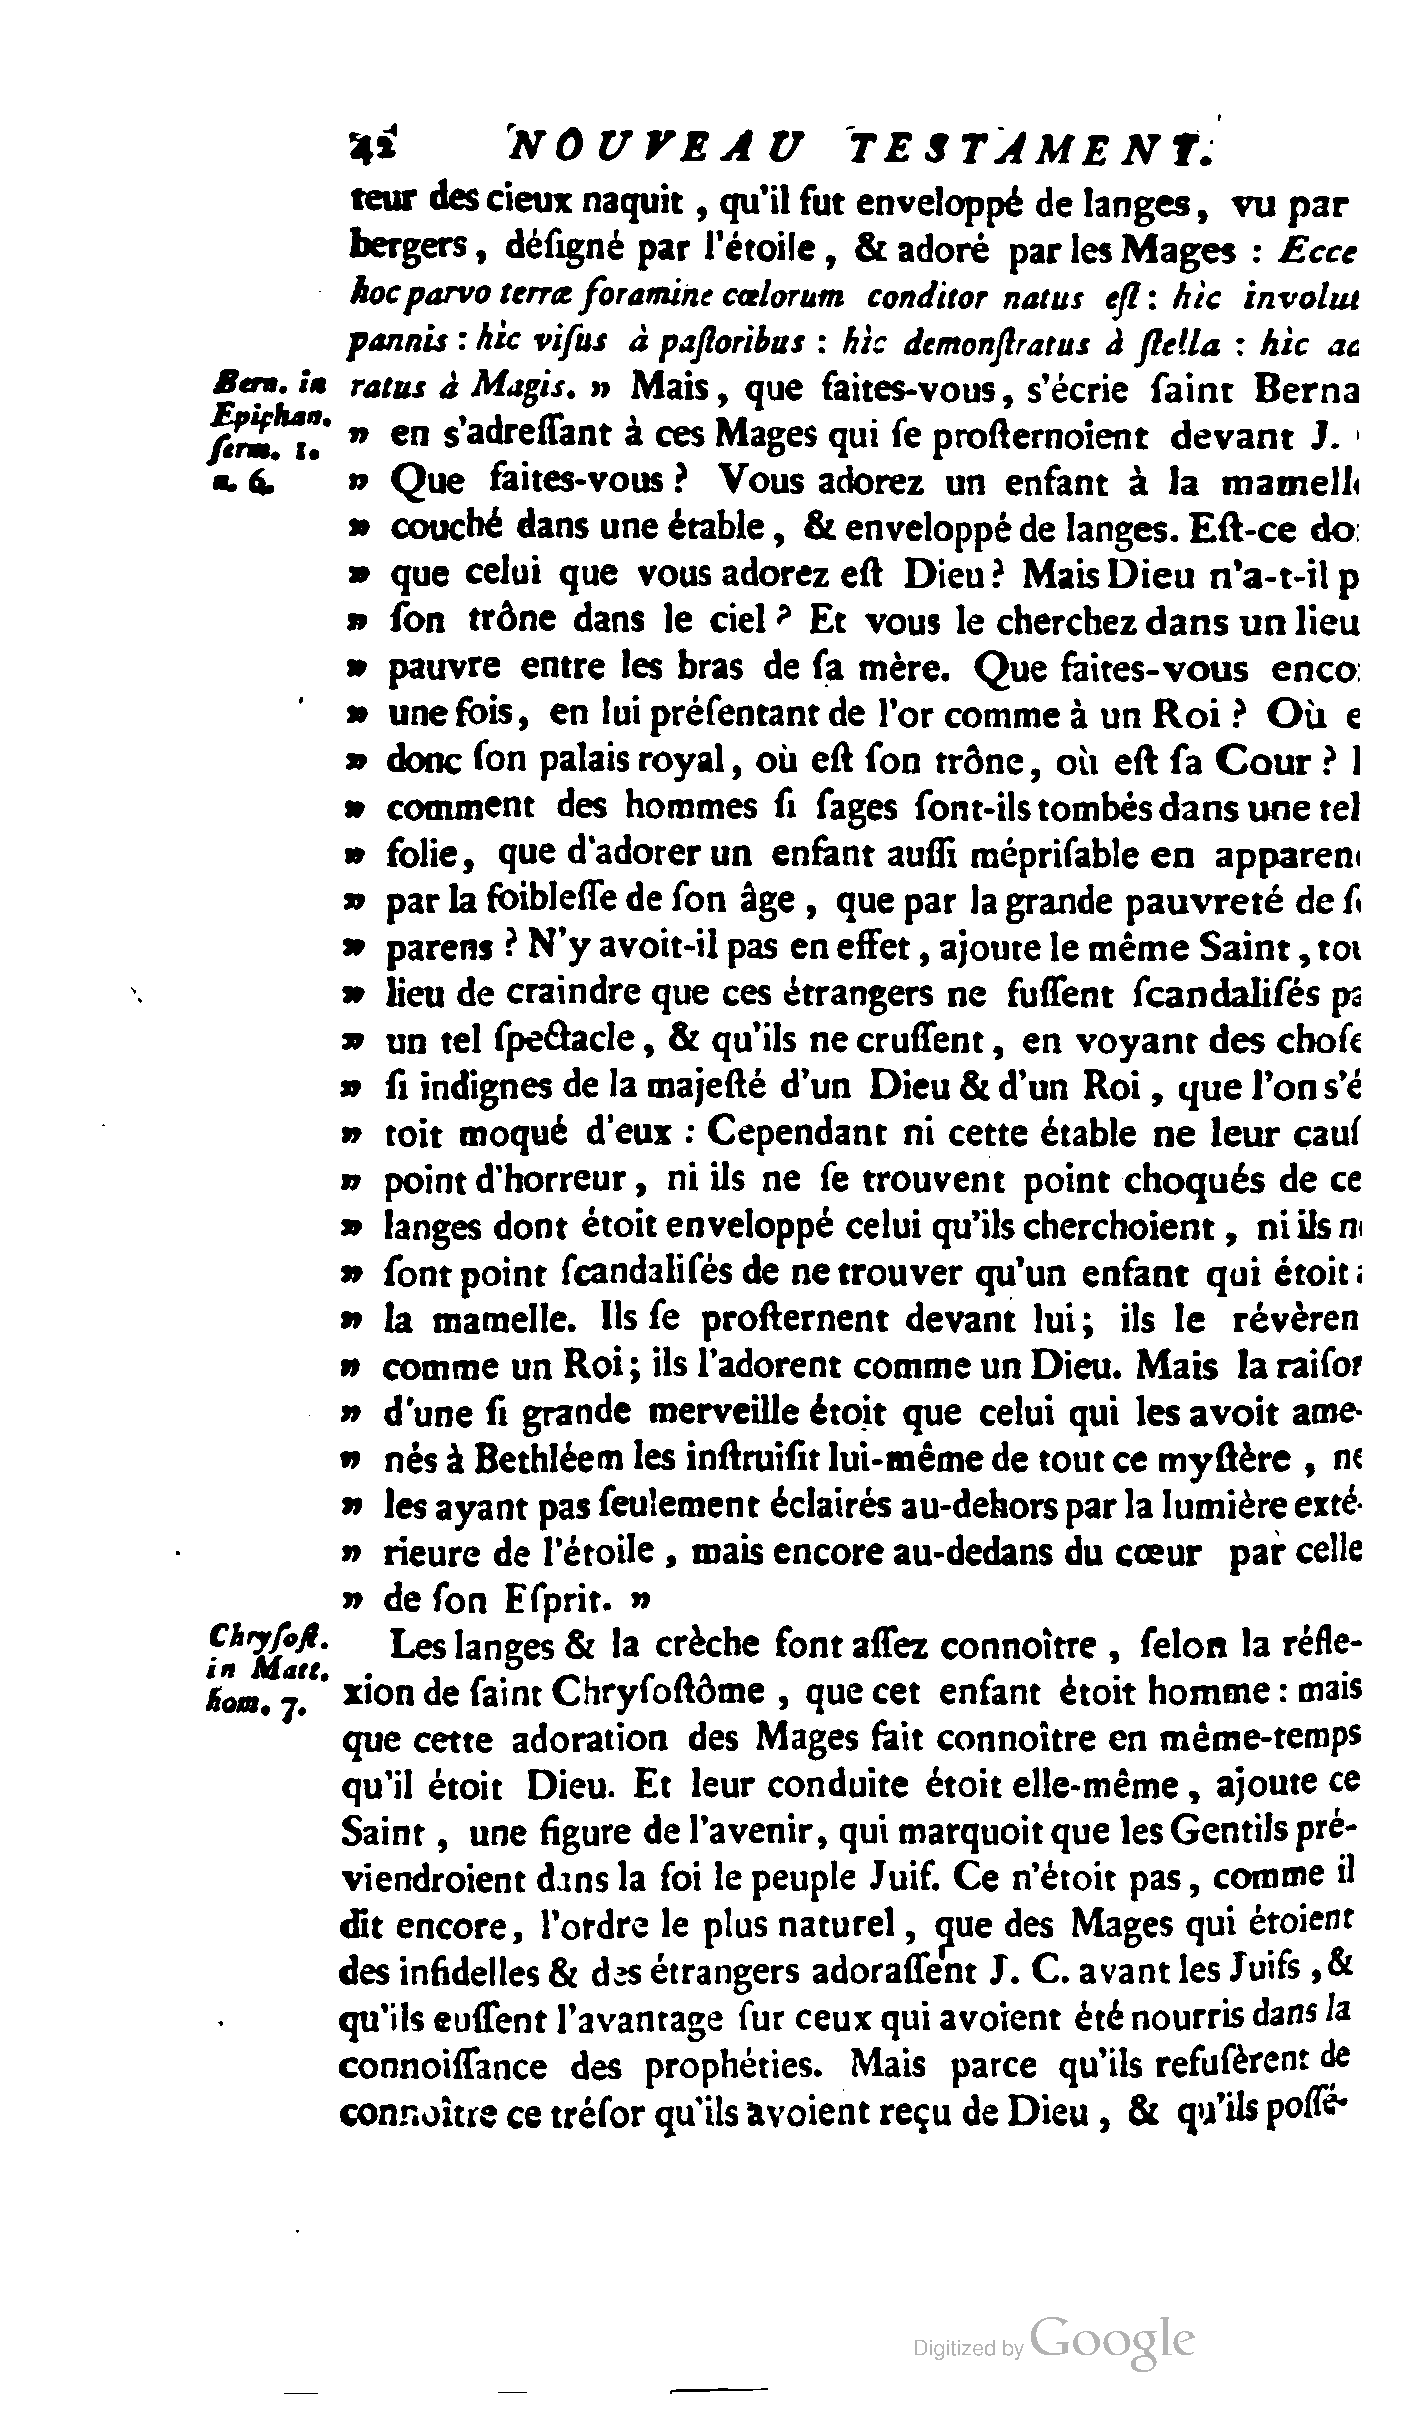 42 NOUVEAU TESTAMENT.
teur des cieux naquit , qu'il fut enveloppé de langes, vu par
bergers, déſigné par l'étoile, & adoré par les Mages : Ecce
hoc parvo terræ foramine cœlorum conditor natus eſt : hìc involut
pannis : hìc viſus à paſtoribus : hìc demonſtratus à ſtella : hìc ad
Bern. in
Epiphan.
ſerm. 1.
n. 6.
ratus à Magis. » Mais, que faites-vous, s'écrie ſaint Berna
» en s'adreſſant à ces Mages qui ſe proſternoient devant J.
» Que faites-vous ? Vous adorez un enfant à la mamell
» couché dans une étable, & enveloppé de langes. Eſt-ce do
» que celui que vous adorez eſt Dieu ? Mais Dieu n'a-t-il p
» ſon trône dans le ciel ? Et vous le cherchez dans un lieu
» pauvre entre les bras de ſa mère. Que faites-vous enco
» une fois, en lui préſentant de l'or comme à un Roi ? Où e
» donc ſon palais royal, où eſt ſon trône, où eſt ſa Cour ?
» comment des hommes ſi ſages ſont-ils tombés dans une tel
» folie, que d'adorer un enfant auſſi mépriſable en apparen
» par la foibleſſe de ſon âge, que par la grande pauvreté de ſ
» parens ? N'y avoit-il pas en effet, ajoute le même Saint, tou
» lieu de craindre que ces étrangers ne fuſſent ſcandaliſés pa
» un tel ſpectacle, & qu'ils ne cruſſent, en voyant des choſe
» ſi indignes de la majeſté d'un Dieu & d'un Roi, que l'on s'é
» toit moqué d'eux : Cependant ni cette étable ne leur cauſ
» point d'horreur, ni ils ne ſe trouvent point choqués de ce
» langes dont étoit enveloppé celui qu'ils cherchoient, ni ils n
» ſont point ſcandaliſés de ne trouver qu'un enfant qui étoit
» la mamelle. Ils ſe proſternent devant lui ; ils le révèren
» comme un Roi ; ils l'adorent comme un Dieu. Mais la raiſon
» d'une ſi grande merveille étoit que celui qui les avoit ame-
» nés à Bethléem les inſtruiſit lui-même de tout ce myſtère, ne
» les ayant pas ſeulement éclairés au-dehors par la lumière exté-
» rieure de l'étoile, mais encore au-dedans du cœur par celle
» de ſon Eſprit. »
Chryſoſt.
in Matt.
hom. 7.
Les langes & la crèche font aſſez connoître, ſelon la réfle-
xion de ſaint Chryſoſtôme, que cet enfant étoit homme : mais
que cette adoration des Mages fait connoître en même-temps
qu'il étoit Dieu. Et leur conduite étoit elle-même, ajoute ce
Saint, une figure de l'avenir, qui marquoit que les Gentils pré-
viendroient dans la foi le peuple Juif. Ce n'étoit pas, comme il
dit encore, l'ordre le plus naturel, que des Mages qui étoient
des infidelles & des étrangers adoraſſent J. C. avant les Juifs, &
qu'ils euſſent l'avantage ſur ceux qui avoient été nourris dans la
connoiſſance des prophéties. Mais parce qu'ils refuſèrent de
connoître ce tréſor qu'ils avoient reçu de Dieu, & qu'ils poſſé-
Digitized by Google